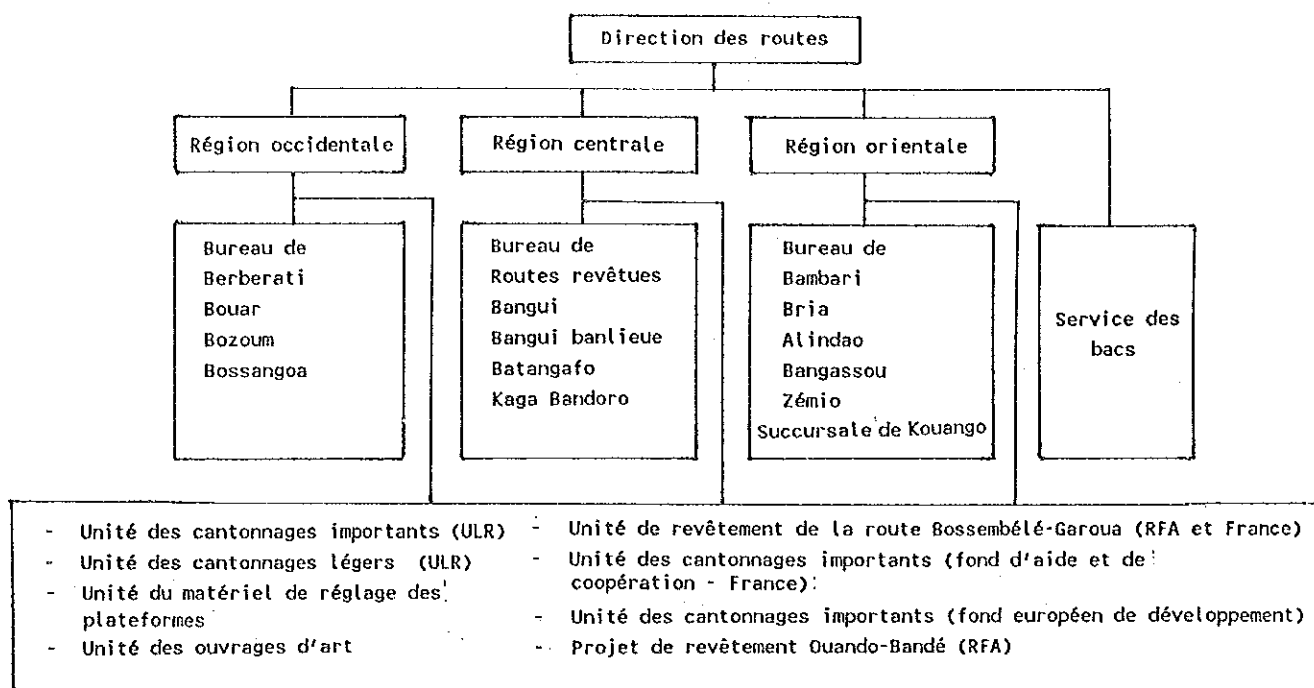 Direction des routes
Région occidentale
Région centrale
Région orientale
Bureau de
Berberati
Bouar
Bozoum
Bossangoa
Bureau de
Routes revêtues
Bangui
Bangui banlieue
Batangafo
Kaga Bandoro
Bureau de
Bambari
Bria
Alindao
Bangassou
Zémio
Succursale de Kouango
Service des
bacs
- Unité des cantonnages importants (ULR)
- Unité des cantonnages légers (ULR)
- Unité du matériel de réglage des
plateformes
- Unité des ouvrages d'art
- Unité de revêtement de la route Bossembélé-Garoua (RFA et France)
- Unité des cantonnages importants (fond d'aide et de
coopération - France)
- Unité des cantonnages importants (fond européen de développement)
- Projet de revêtement Ouando-Bandé (RFA)